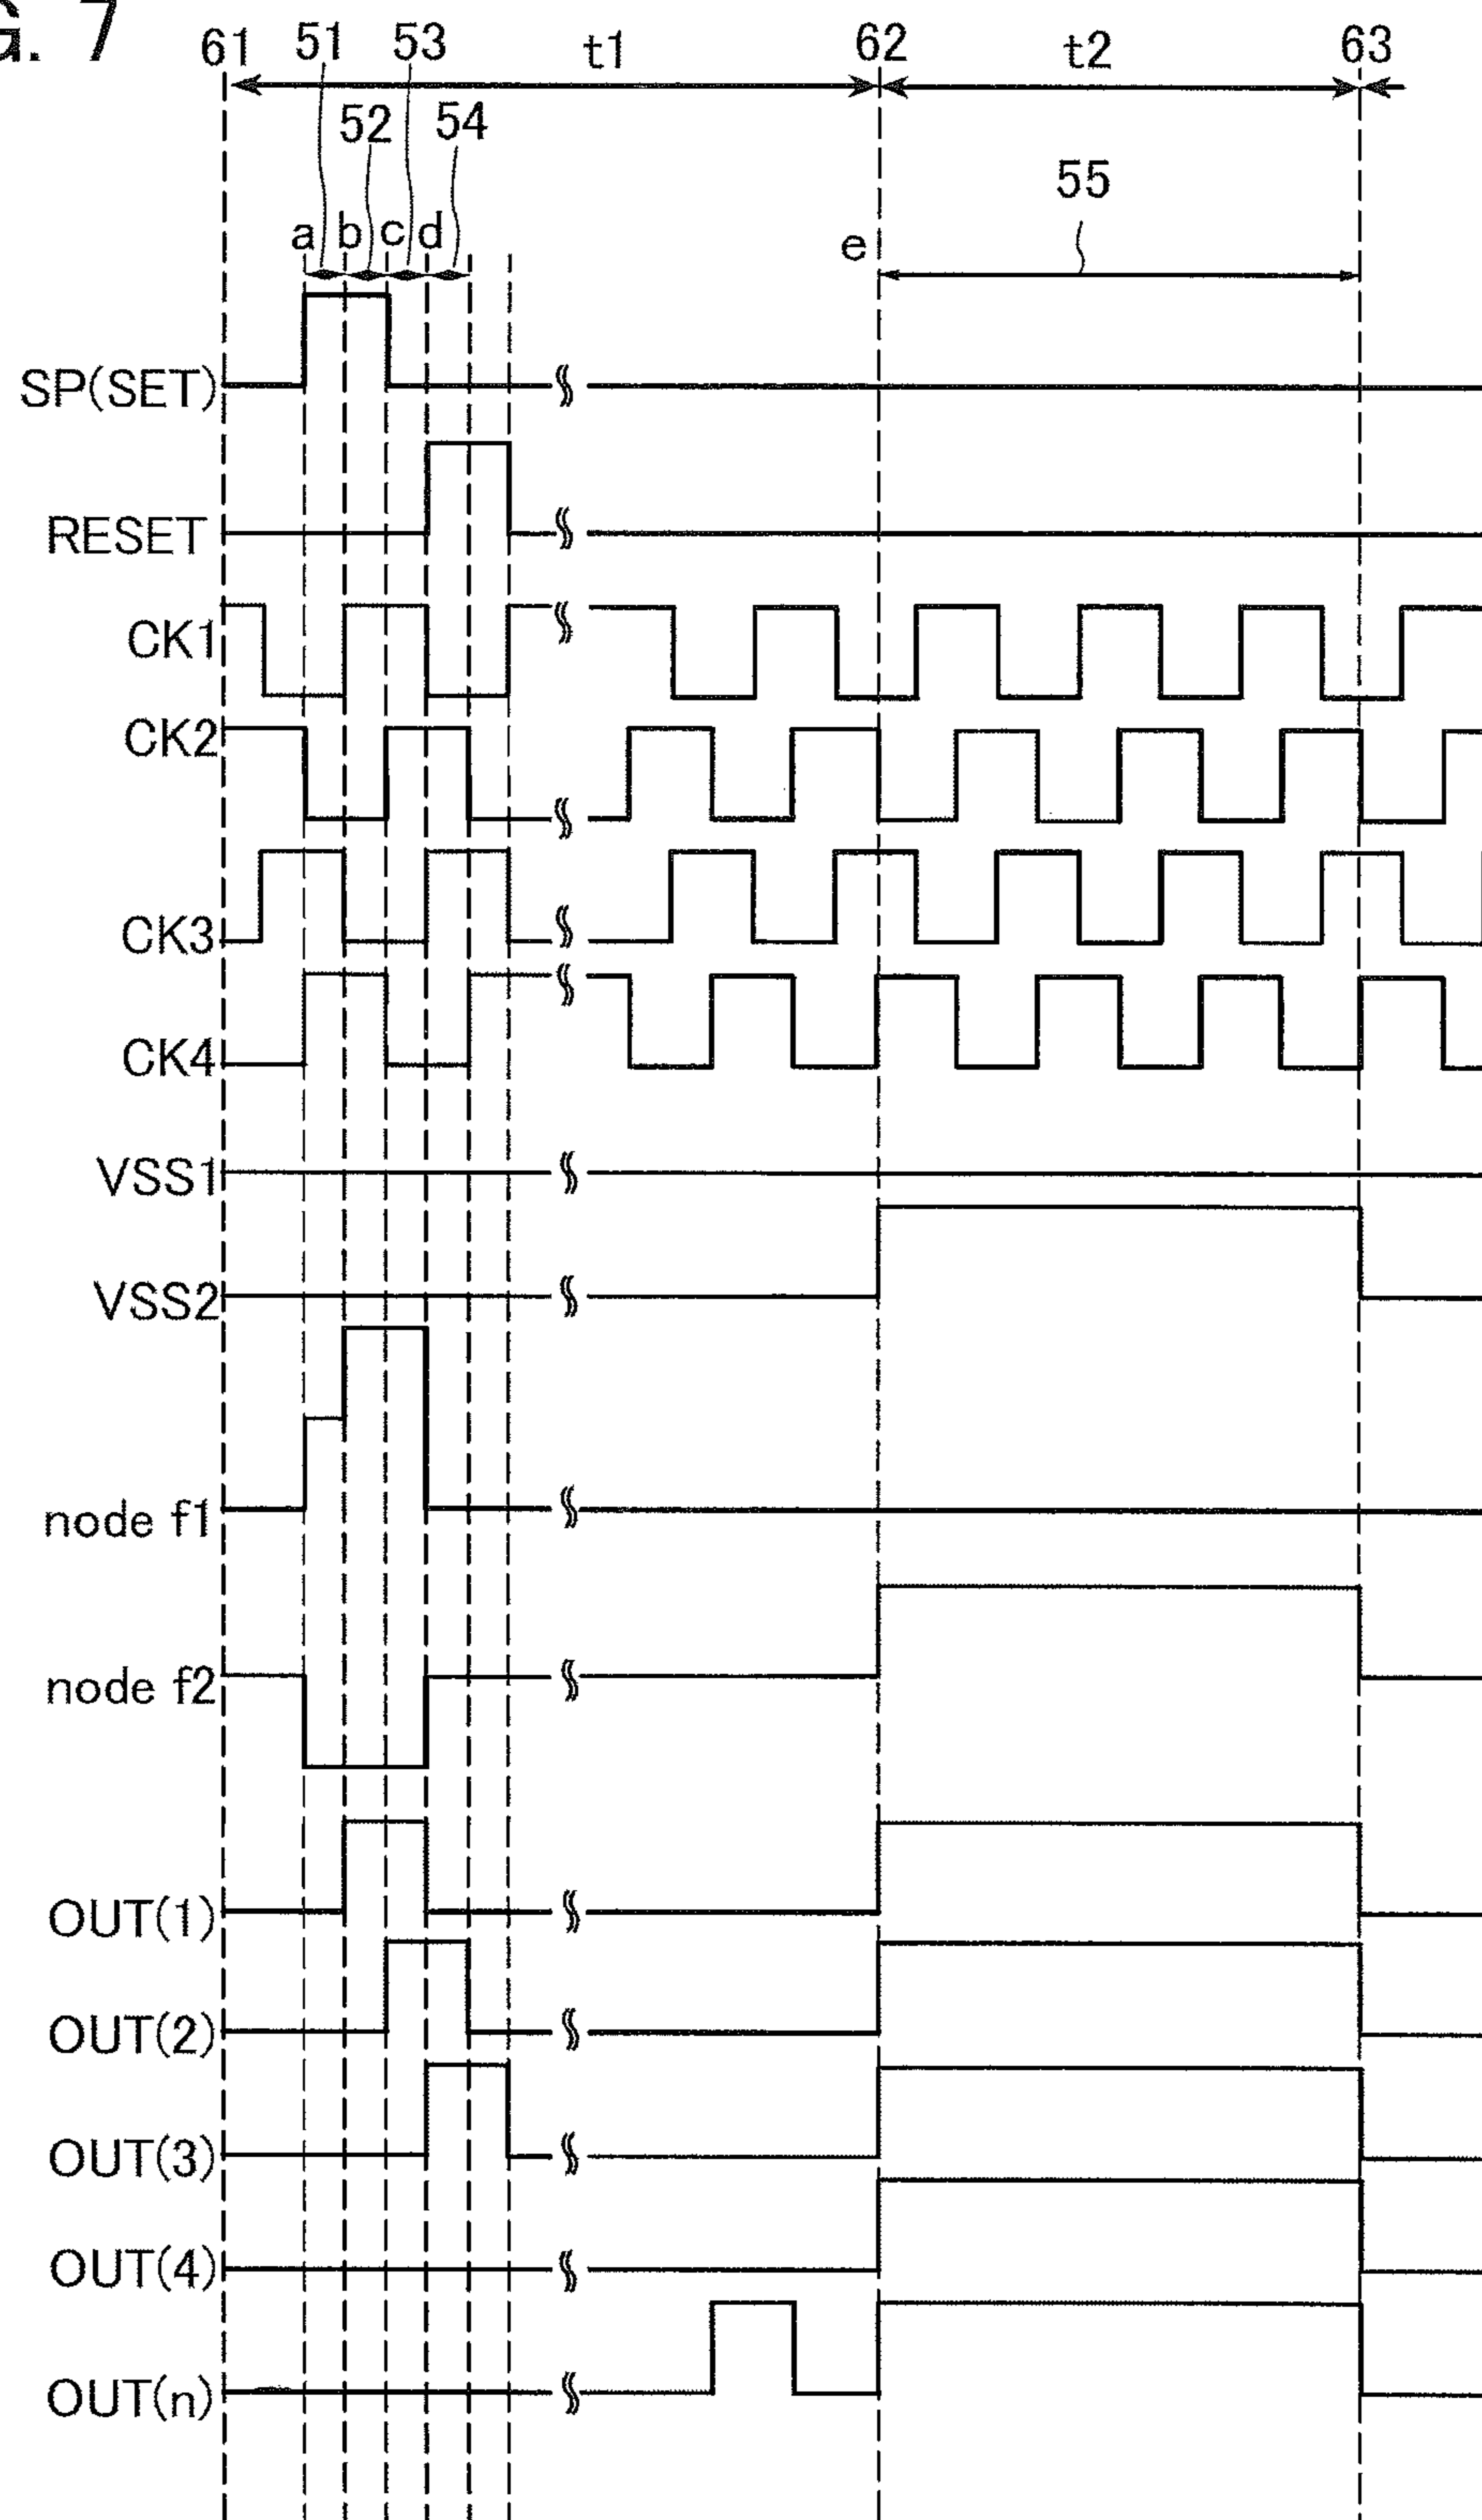 G. 7
61 51 53 t1 62 t2 63
52 54
55
a b c d e
SP(SET)
RESET
CK1
CK2
CK3
CK4
VSS1
VSS2
node f1
node f2
OUT(1)
OUT(2)
OUT(3)
OUT(4)
OUT(n)